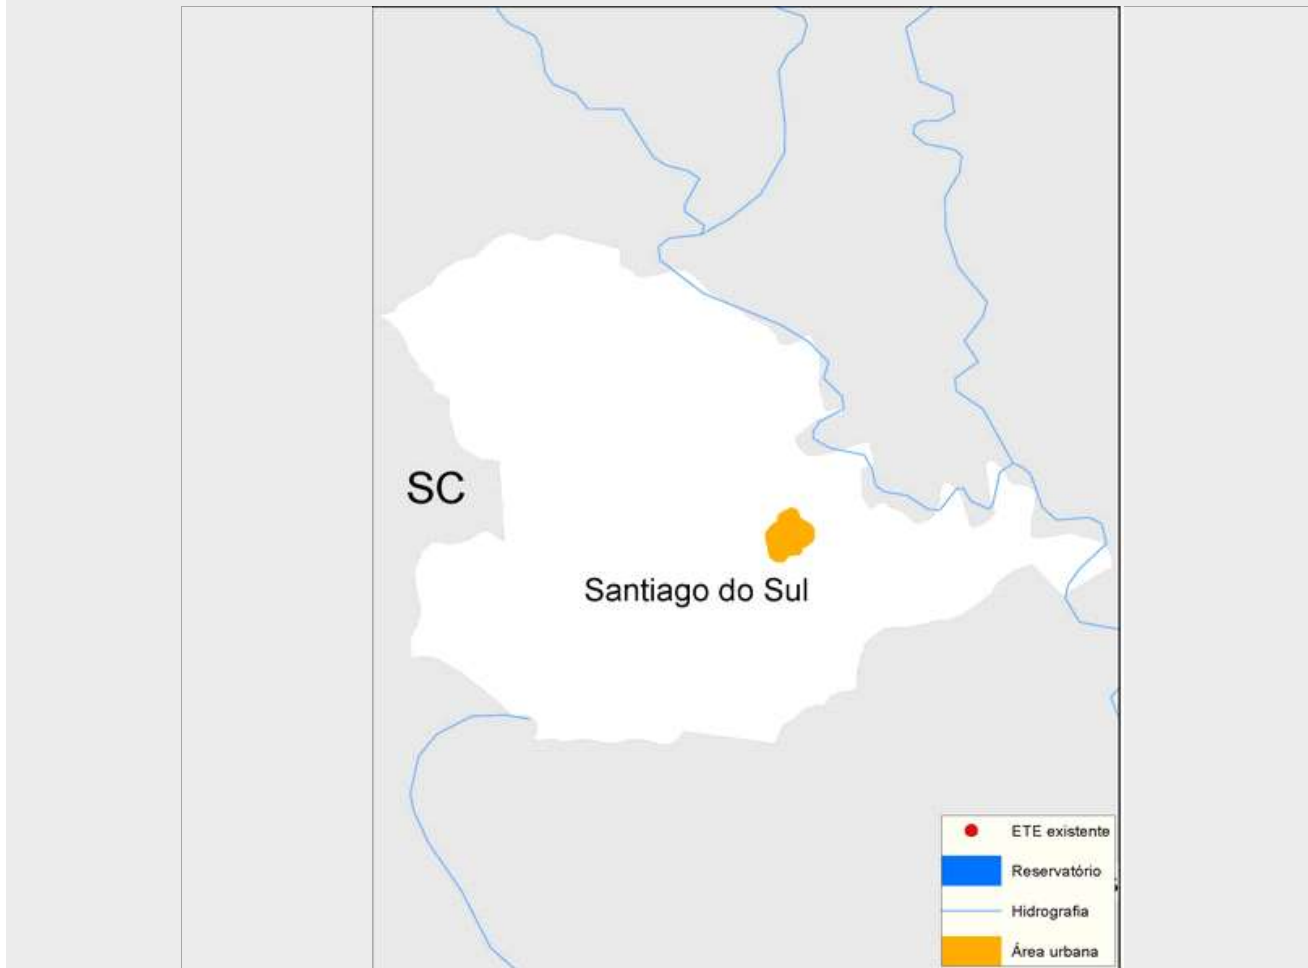 SC
Santiago do Sul
ETE existente
Reservatório
Hidrografia
Área urbana